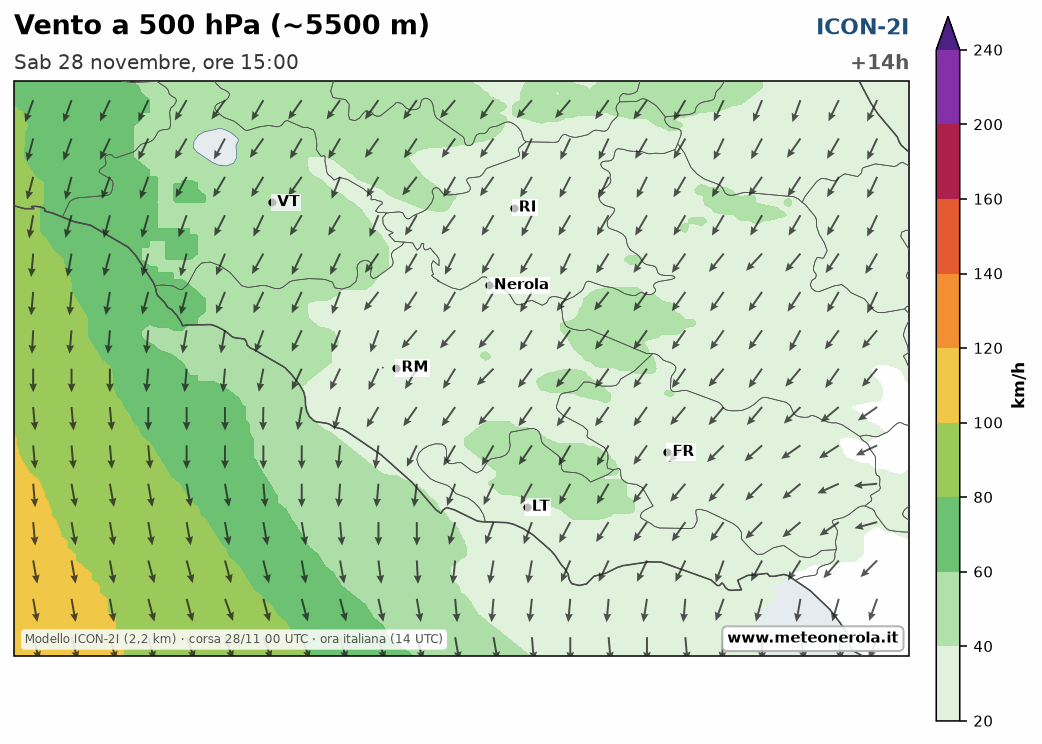 Vento a 500 hPa (~5500 m)
ICON-2I
Sab 28 novembre, ore 15:00
+14h
240
200
160
140
120
100
80
60
40
20
km/h
VT
RI
Nerola
RM
FR
LT
Modello ICON-2I (2,2 km) · corsa 28/11 00 UTC · ora italiana (14 UTC)
www.meteonerola.it